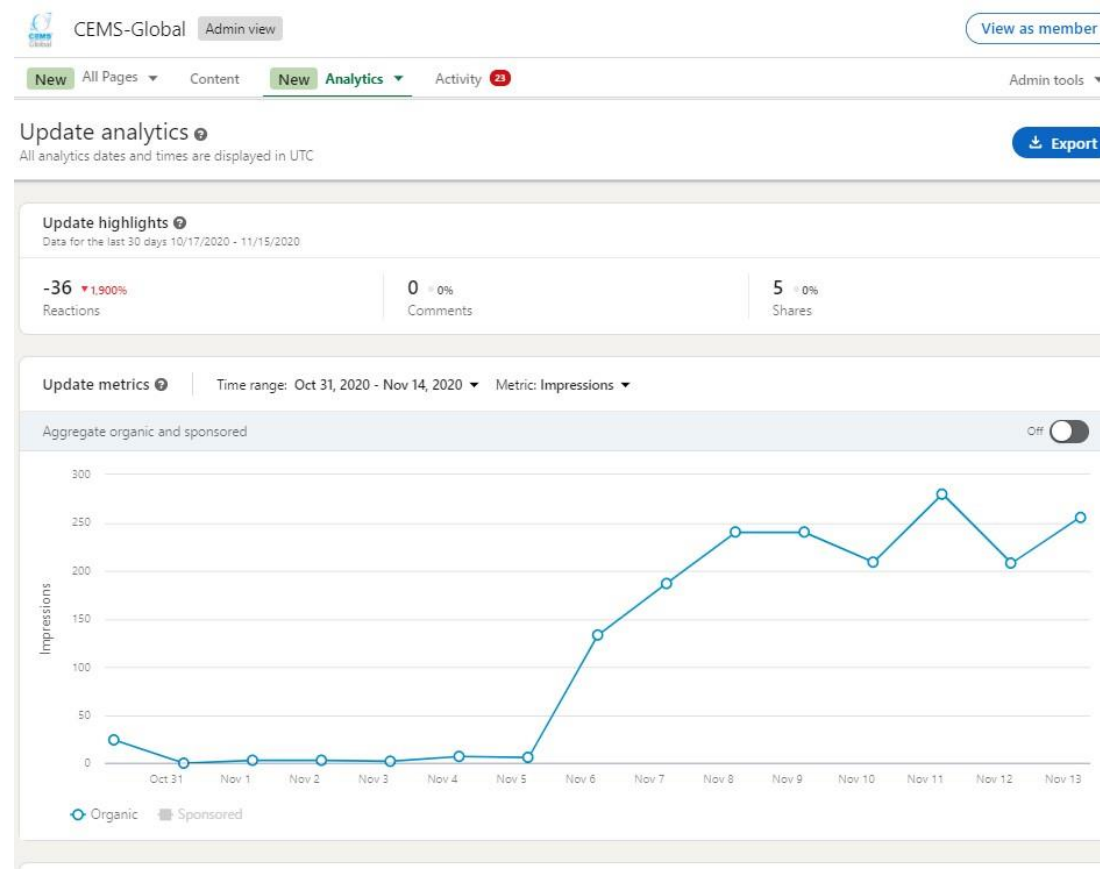 CEMS Global
CEMS-Global Admin view View as member
New All Pages Content New Analytics Activity 23 Admin tools
Update analytics
All analytics dates and times are displayed in UTC
Export
Update highlights
Data for the last 30 days 10/17/2020 - 11/15/2020
-36 ▼1,900% 0 0% 5 0%
Reactions Comments Shares
Update metrics Time range: Oct 31, 2020 - Nov 14, 2020 Metric: Impressions
Aggregate organic and sponsored Off
Impressions
300
250
200
150
100
50
0
Oct 31 Nov 1 Nov 2 Nov 3 Nov 4 Nov 5 Nov 6 Nov 7 Nov 8 Nov 9 Nov 10 Nov 11 Nov 12 Nov 13
Organic Sponsored